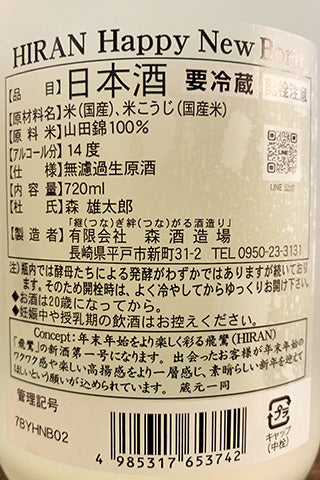 HIRAN Happy New Born
【品　　目】日本酒 要冷蔵 開栓注意
【原材料名】米(国産)、米こうじ(国産米)
【原 料 米】山田錦100%
【アルコール分】14度
【仕　　様】無濾過生原酒
【内 容 量】720ml
【杜　　氏】森 雄太郎
「継(つな)ぎ絆(つな)がる酒造り」
【製 造 者】有限会社 森酒造場
長崎県平戸市新町31-2 TEL 0950-23-3131
注)瓶内では酵母たちによる発酵がわずかではありますが続いており
ます。そのため開栓時は、よく冷やしてからゆっくりお開け下さい。
◆お酒は20歳になってから。
◆妊娠中や授乳期の飲酒はお控えください。
Concept: 年末年始をより楽しく彩る飛鸞(HIRAN)
「飛鸞」の新酒第一号になります。出会ったお客様が年末年始の
ワクワク感や楽しい高揚感をより一層感じ、素晴らしい新年を迎えて
ほしいという願いが込められています。 蔵元一同
管理記号
7BYHNB02
4 985317 653742
プラ
キャップ
(中栓)